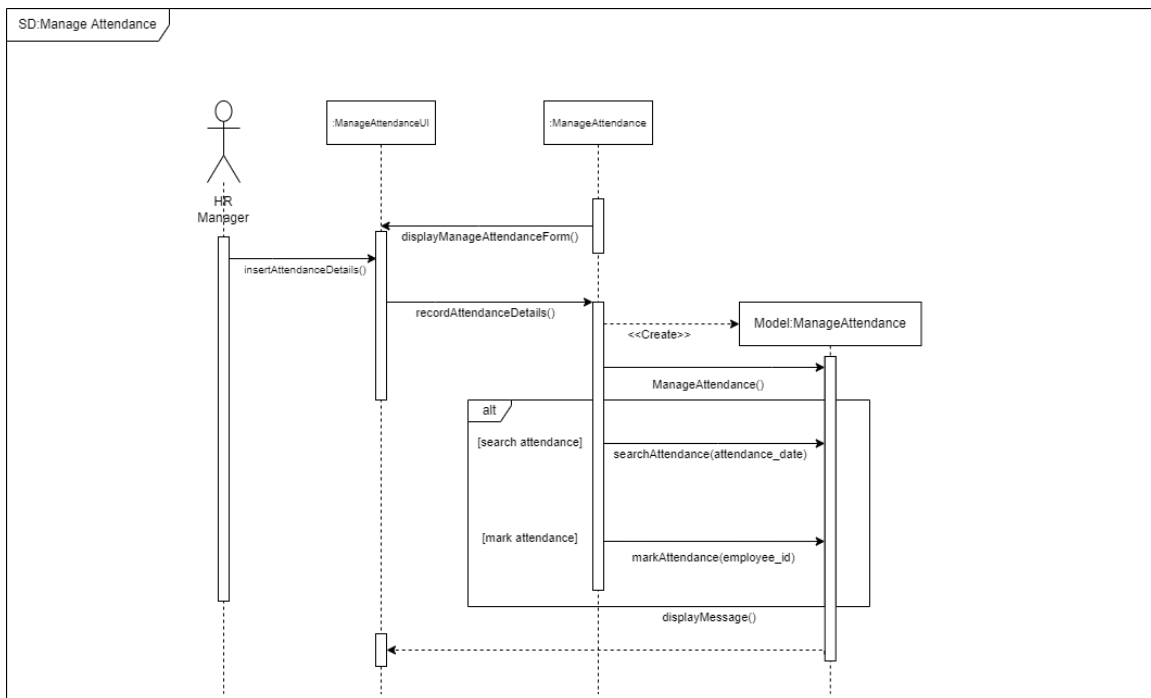 SD:Manage Attendance
:ManageAttendanceUI
:ManageAttendance
HR
Manager
displayManageAttendanceForm()
insertAttendanceDetails()
recordAttendanceDetails()
Model:ManageAttendance
<<Create>>
ManageAttendance()
alt
[search attendance]
searchAttendance(attendance_date)
[mark attendance]
markAttendance(employee_id)
displayMessage()